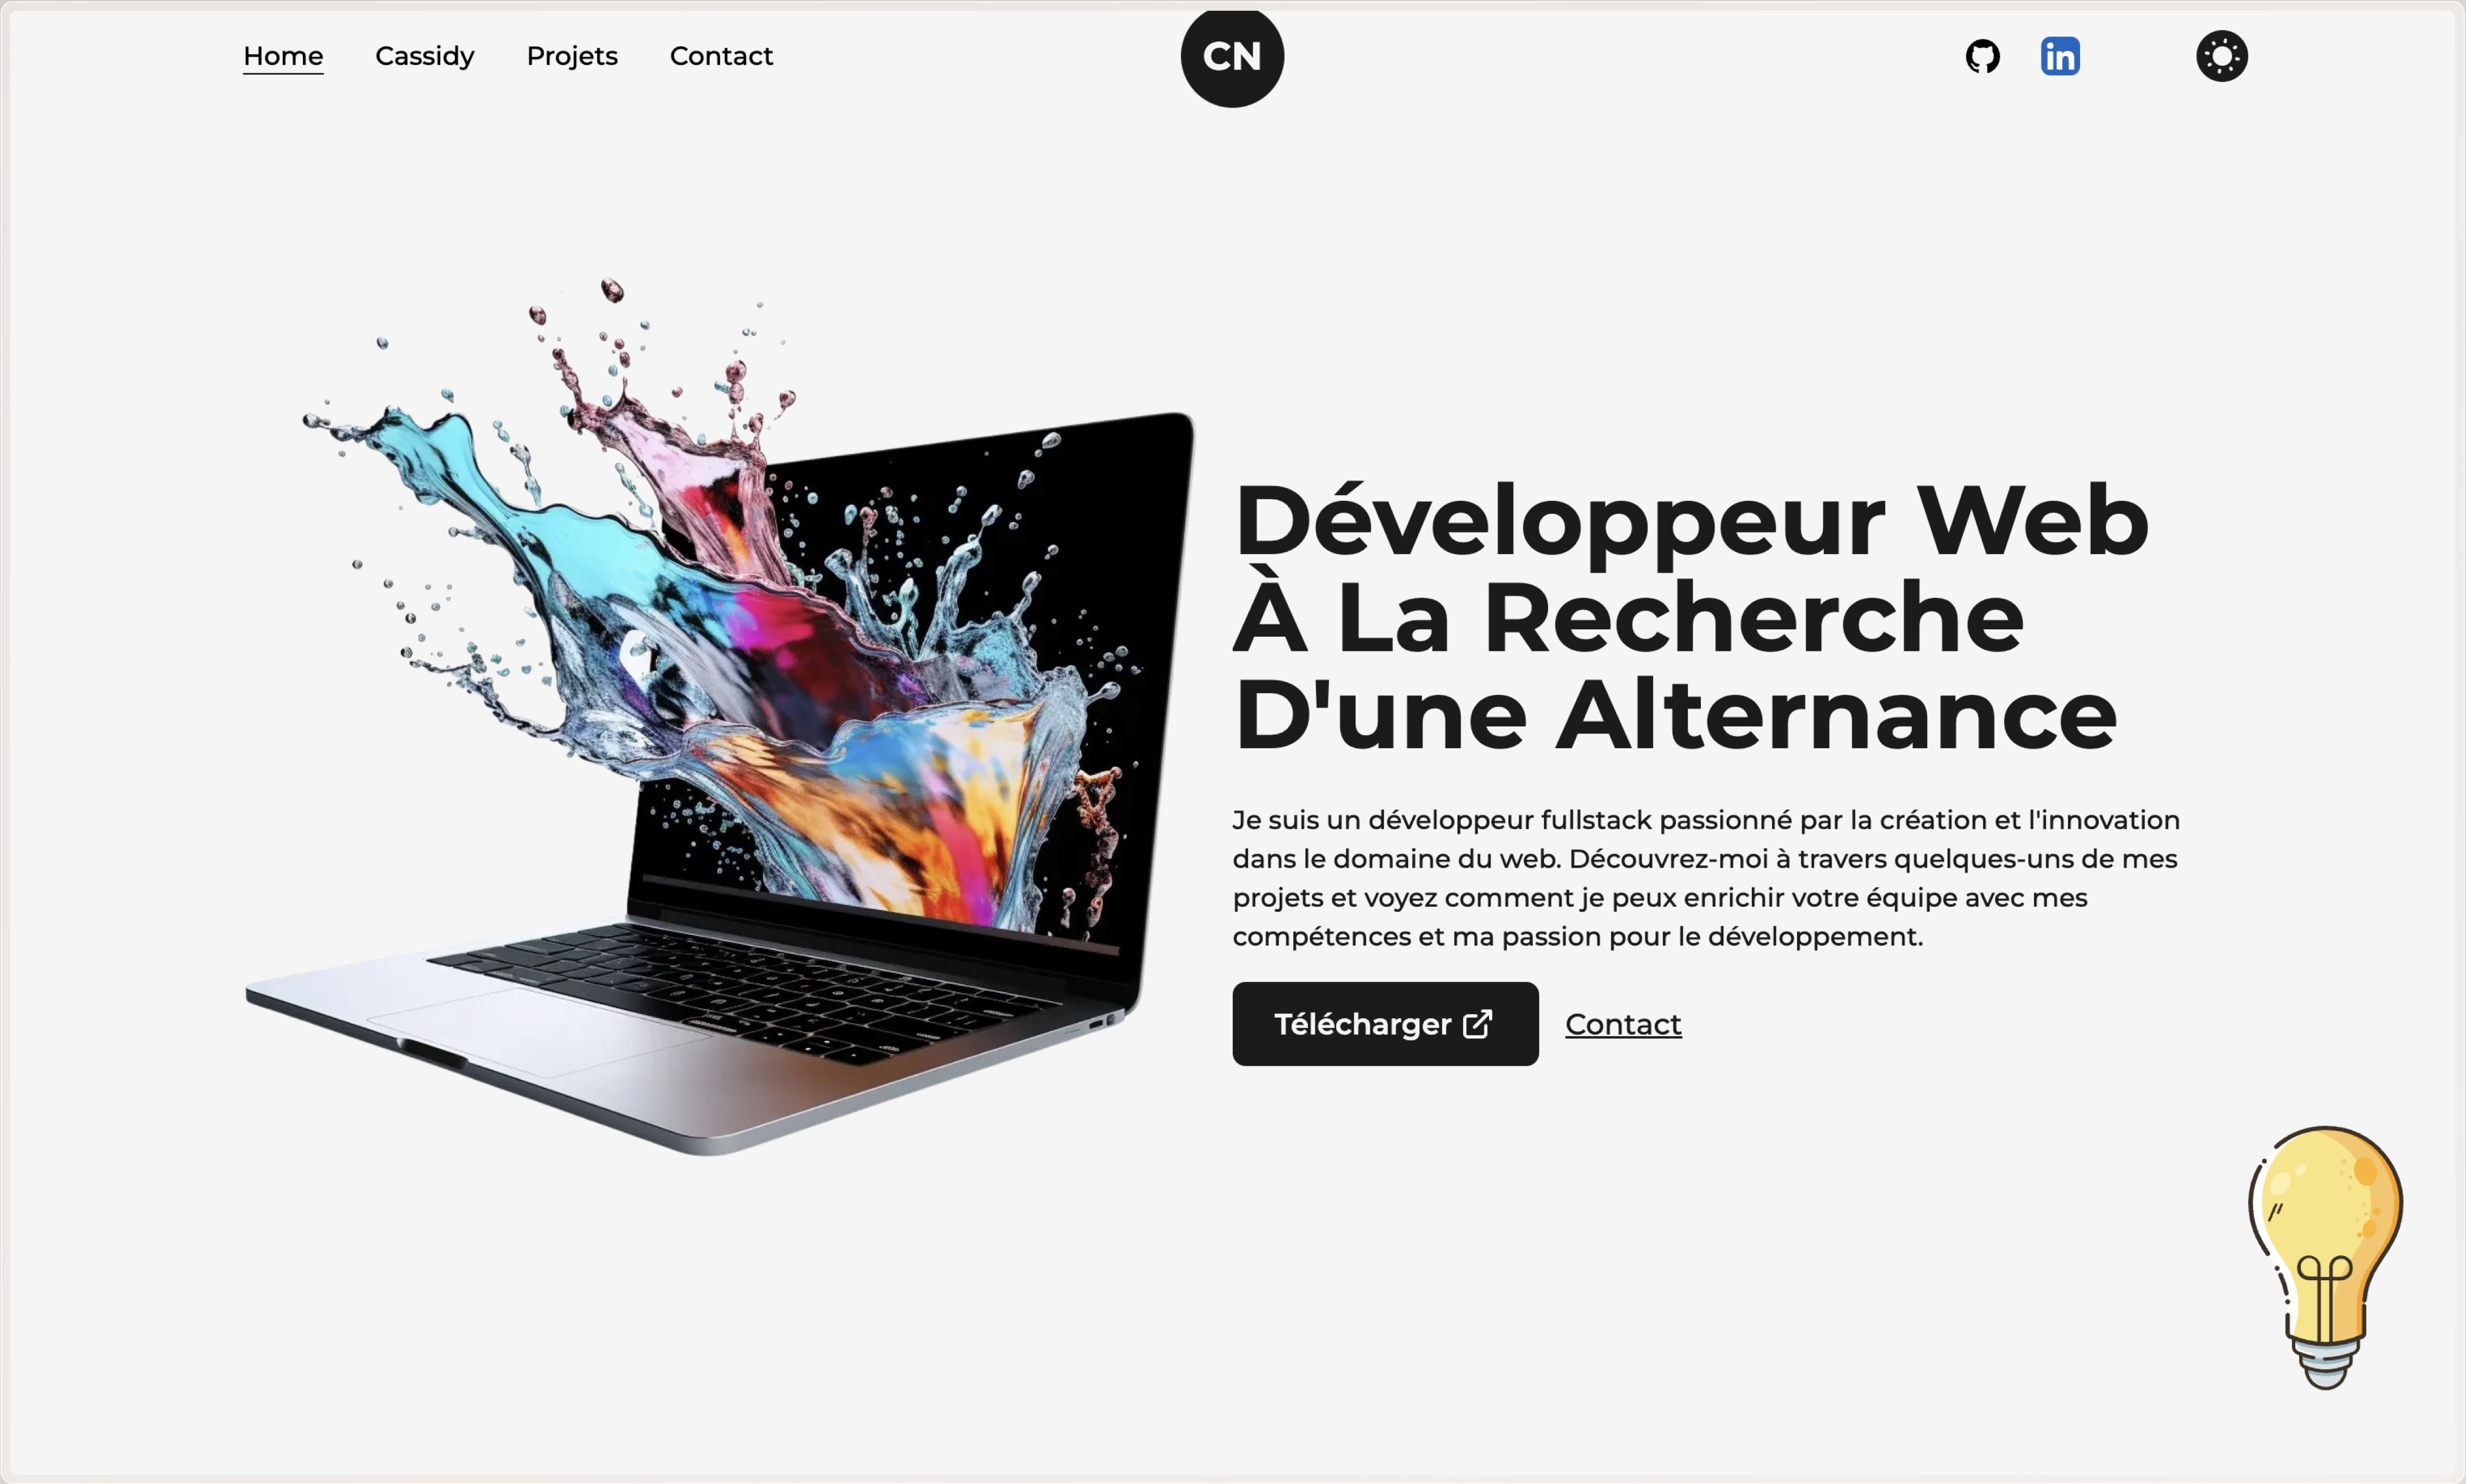 Home Cassidy Projets Contact
CN
in
Développeur Web
À La Recherche
D'une Alternance
Je suis un développeur fullstack passionné par la création et l'innovation
dans le domaine du web. Découvrez-moi à travers quelques-uns de mes
projets et voyez comment je peux enrichir votre équipe avec mes
compétences et ma passion pour le développement.
Télécharger Contact